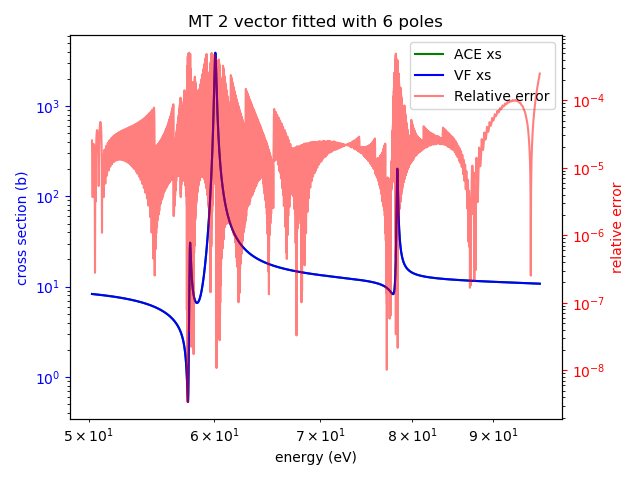 MT 2 vector fitted with 6 poles
ACE xs
VF xs
Relative error
cross section (b)
10³
10²
10¹
10⁰
relative error
10⁻⁴
10⁻⁵
10⁻⁶
10⁻⁷
10⁻⁸
5 × 10¹ 6 × 10¹ 7 × 10¹ 8 × 10¹ 9 × 10¹
energy (eV)